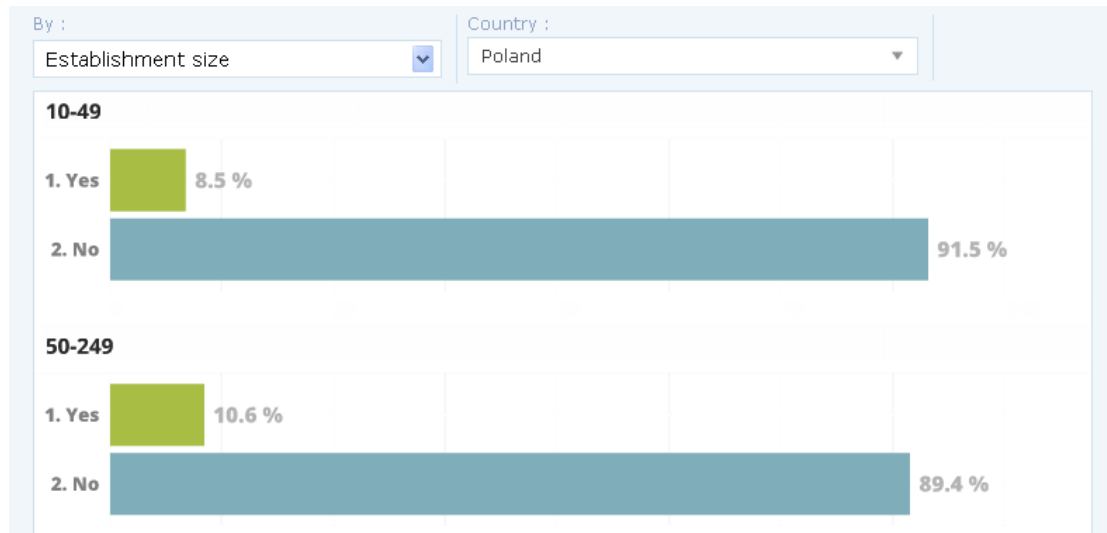 By : Country :
Establishment size Poland
10-49
1. Yes 8.5 %
2. No 91.5 %
50-249
1. Yes 10.6 %
2. No 89.4 %